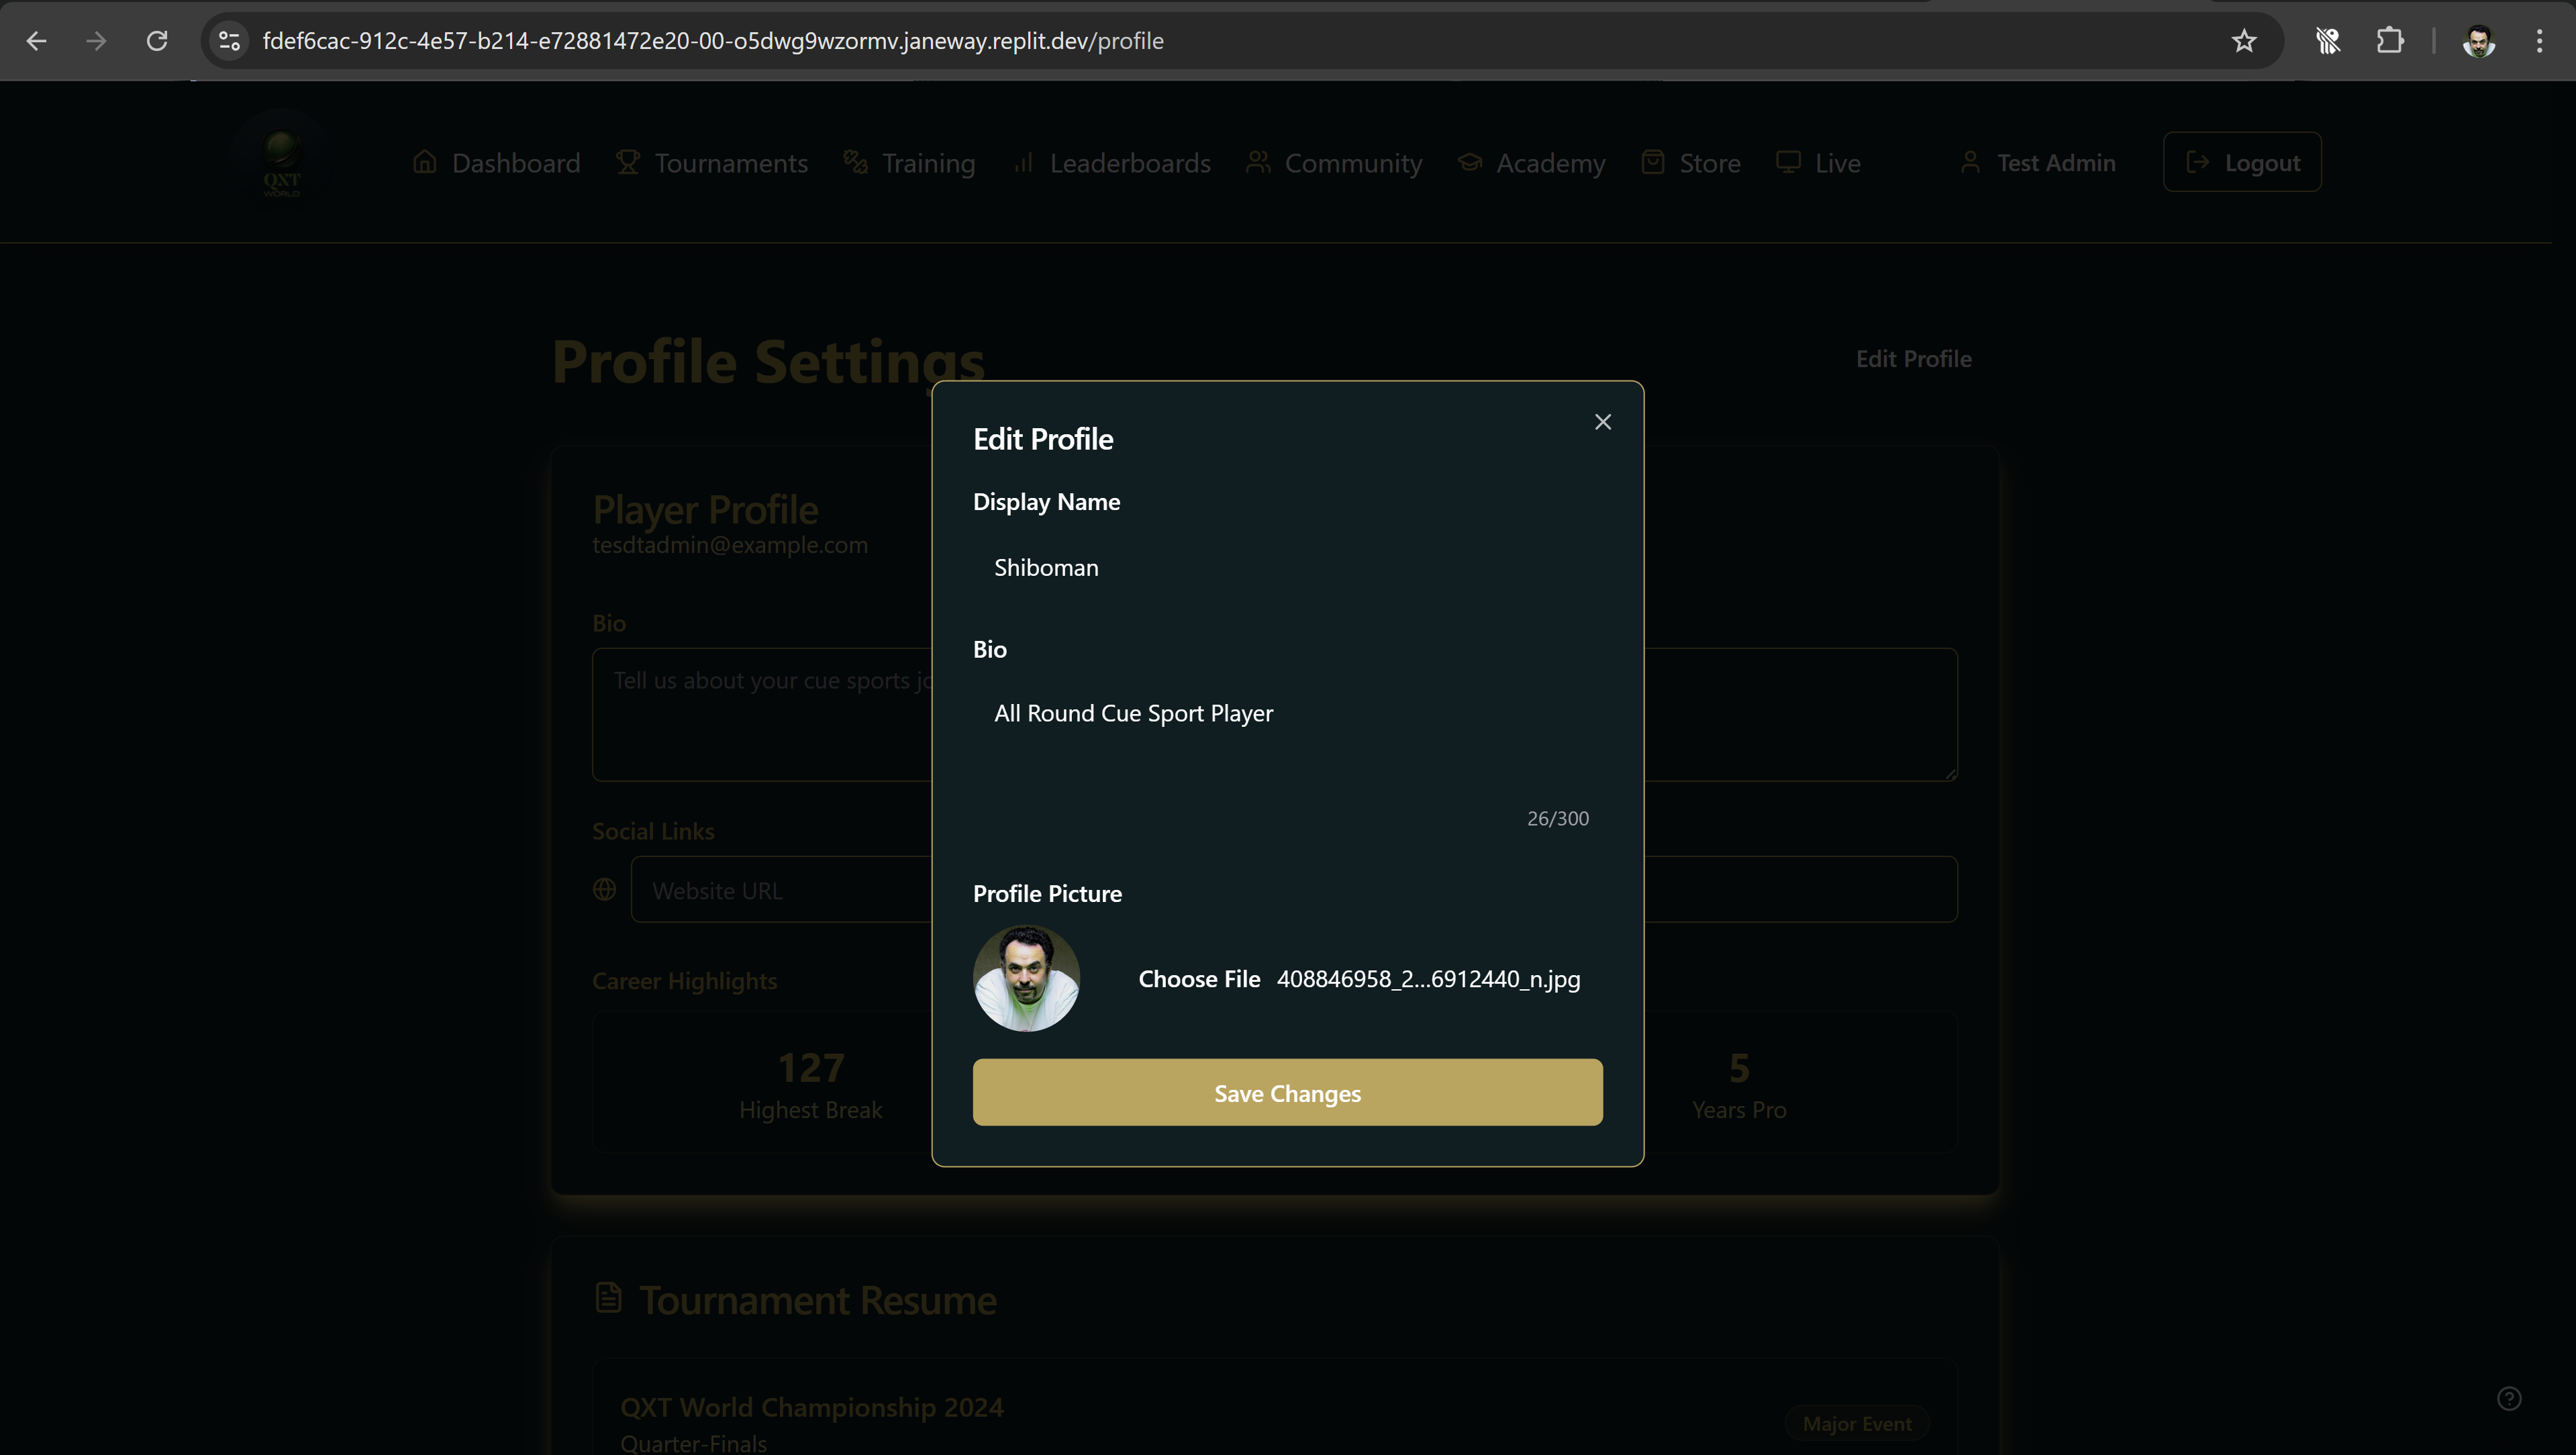 fdef6cac-912c-4e57-b214-e72881472e20-00-o5dwg9wzormv.janeway.replit.dev/profile
QXT
WORLD
Dashboard
Tournaments
Training
Leaderboards
Community
Academy
Store
Live
Test Admin
Logout
Profile Settings
Edit Profile
Player Profile
tesdtadmin@example.com
Bio
Tell us about your cue sports jo
Social Links
Website URL
Career Highlights
127
Highest Break
5
Years Pro
Edit Profile
Display Name
Shiboman
Bio
All Round Cue Sport Player
26/300
Profile Picture
Choose File 408846958_2...6912440_n.jpg
Save Changes
Tournament Resume
QXT World Championship 2024
Quarter-Finals
Major Event